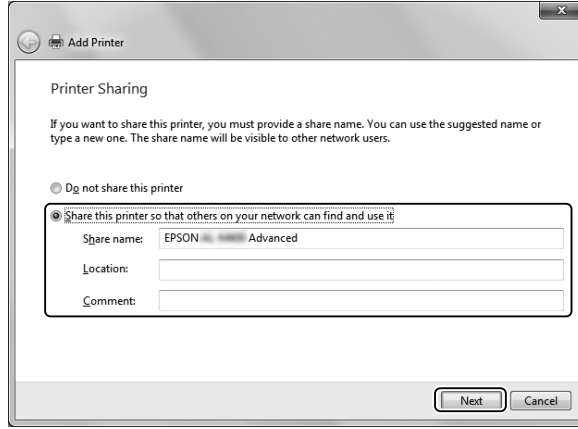 Add Printer
Printer Sharing
If you want to share this printer, you must provide a share name. You can use the suggested name or
type a new one. The share name will be visible to other network users.
Do not share this printer
Share this printer so that others on your network can find and use it
Share name: EPSON Advanced
Location:
Comment:
Next Cancel